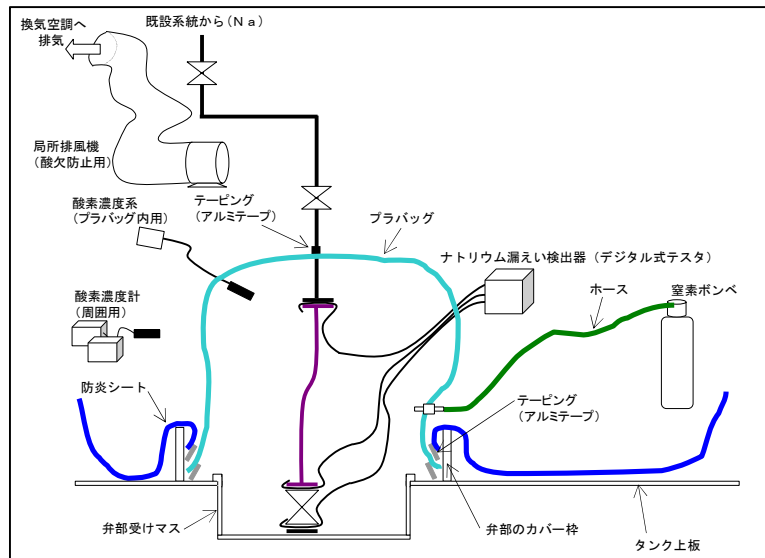 換気空調へ
排気
既設系統から（Ｎａ）
局所排風機
（酸欠防止用）
酸素濃度系
（プラバッグ内用）
テーピング
（アルミテープ）
プラバッグ
ナトリウム漏えい検出器（デジタル式テスタ）
ホース
窒素ボンベ
酸素濃度計
（周囲用）
防炎シート
テーピング
（アルミテープ）
弁部受けマス
弁部のカバー枠
タンク上板